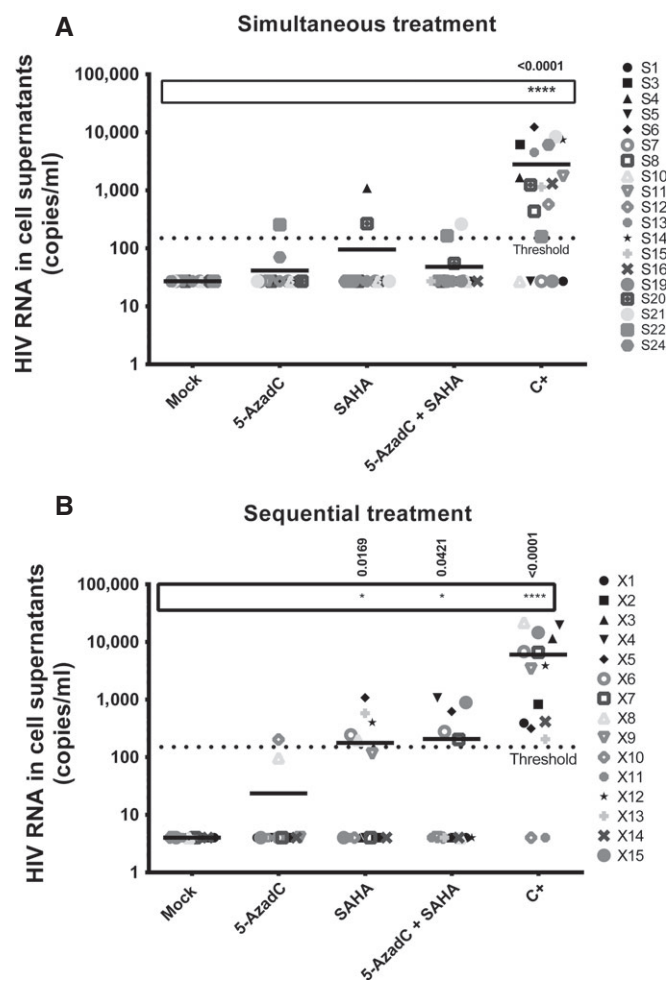 A
Simultaneous treatment
<0.0001
****
100,000
10,000
1,000
100
10
1
HIV RNA in cell supernatants
(copies/ml)
Threshold
Mock
5-AzadC
SAHA
5-AzadC + SAHA
C+
S1
S3
S4
S5
S6
S7
S8
S10
S11
S12
S13
S14
S15
S16
S19
S20
S21
S22
S24
B
Sequential treatment
0.0169
0.0421
<0.0001
*
*
****
100,000
10,000
1,000
100
10
1
HIV RNA in cell supernatants
(copies/ml)
Threshold
Mock
5-AzadC
SAHA
5-AzadC + SAHA
C+
X1
X2
X3
X4
X5
X6
X7
X8
X9
X10
X11
X12
X13
X14
X15